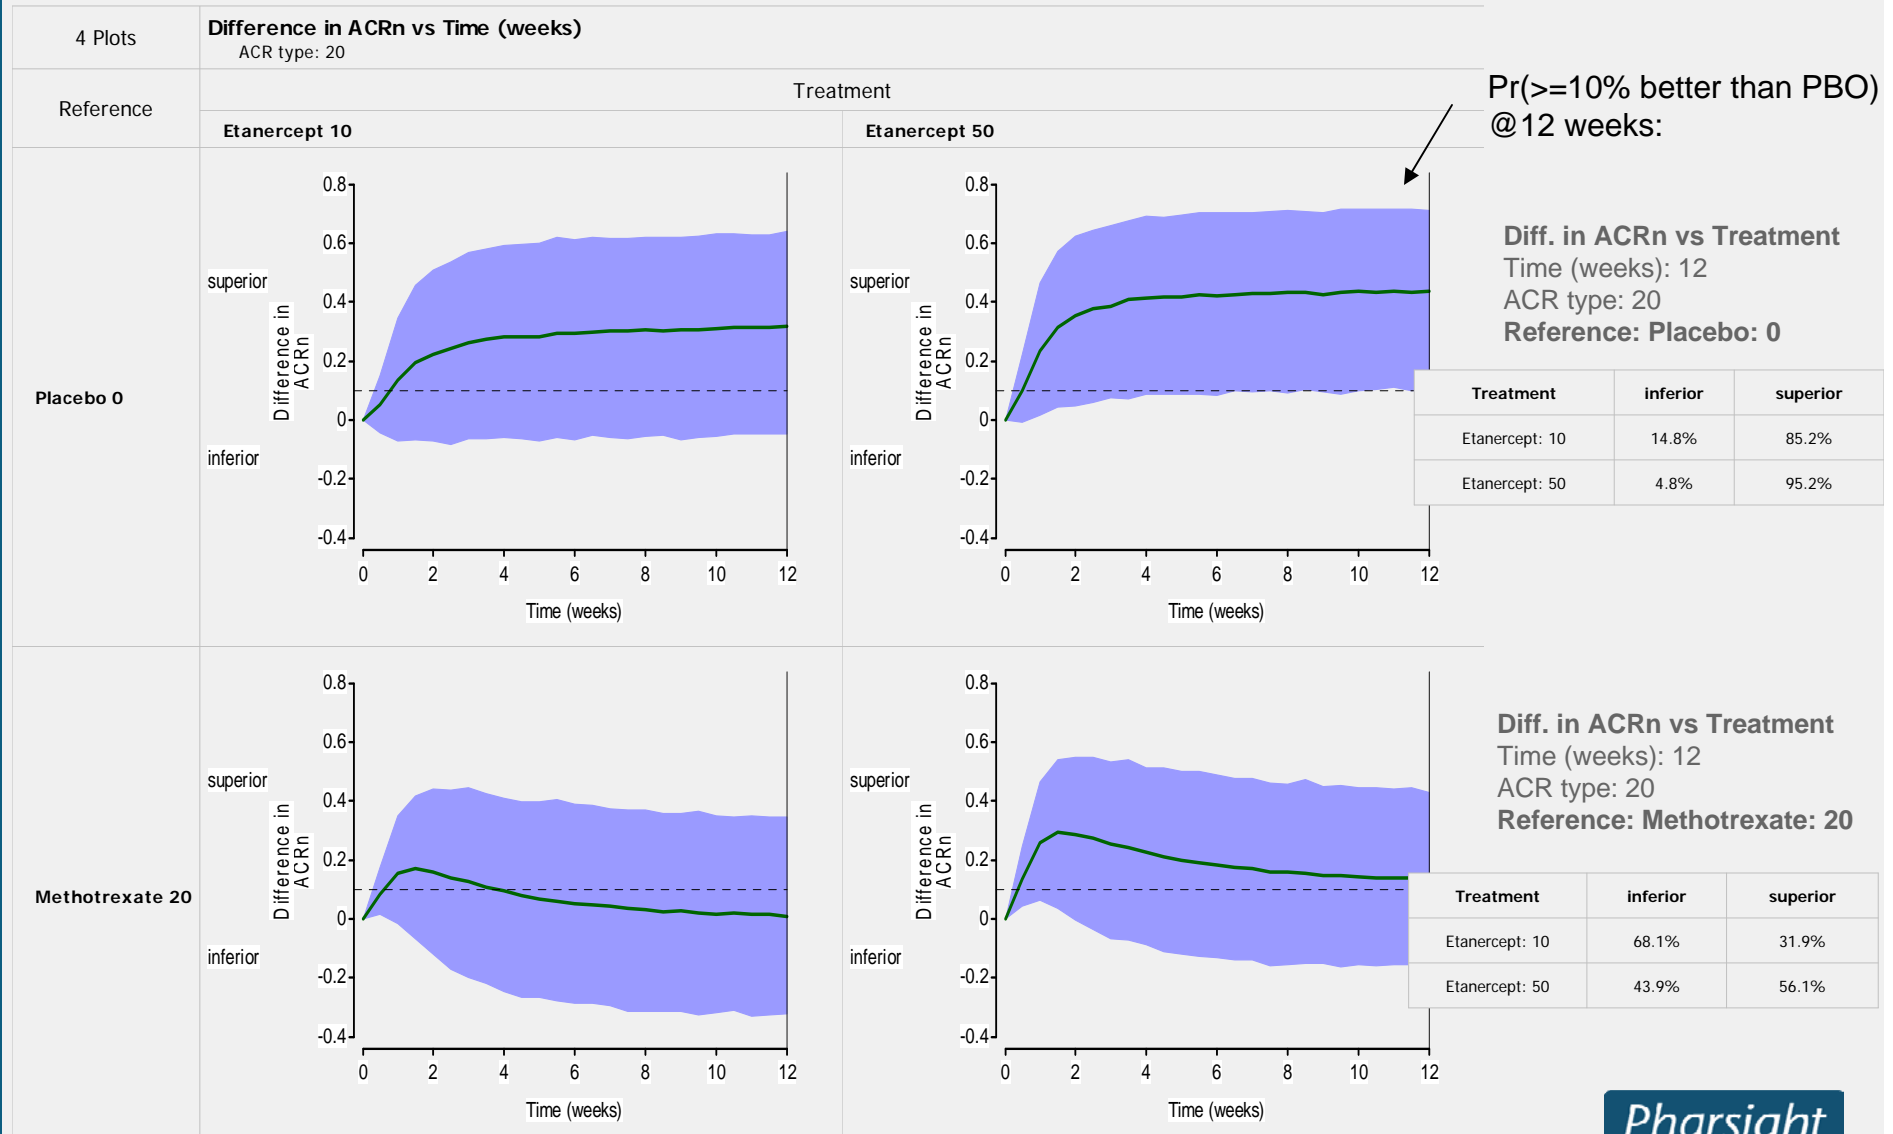 4 Plots
Difference in ACRn vs Time (weeks)
ACR type: 20
Reference
Treatment
Etanercept 10
Etanercept 50
Pr(>=10% better than PBO)
@12 weeks:
Placebo 0
superior
inferior
Difference in
ACRn
0.8
0.6
0.4
0.2
0
-0.2
-0.4
0 2 4 6 8 10 12
Time (weeks)
superior
inferior
Difference in
ACRn
0.8
0.6
0.4
0.2
0
-0.2
-0.4
0 2 4 6 8 10 12
Time (weeks)
Diff. in ACRn vs Treatment
Time (weeks): 12
ACR type: 20
Reference: Placebo: 0
Treatment inferior superior
Etanercept: 10 14.8% 85.2%
Etanercept: 50 4.8% 95.2%
Methotrexate 20
superior
inferior
Difference in
ACRn
0.8
0.6
0.4
0.2
0
-0.2
-0.4
0 2 4 6 8 10 12
Time (weeks)
superior
inferior
Difference in
ACRn
0.8
0.6
0.4
0.2
0
-0.2
-0.4
0 2 4 6 8 10 12
Time (weeks)
Diff. in ACRn vs Treatment
Time (weeks): 12
ACR type: 20
Reference: Methotrexate: 20
Treatment inferior superior
Etanercept: 10 68.1% 31.9%
Etanercept: 50 43.9% 56.1%
Pharsight